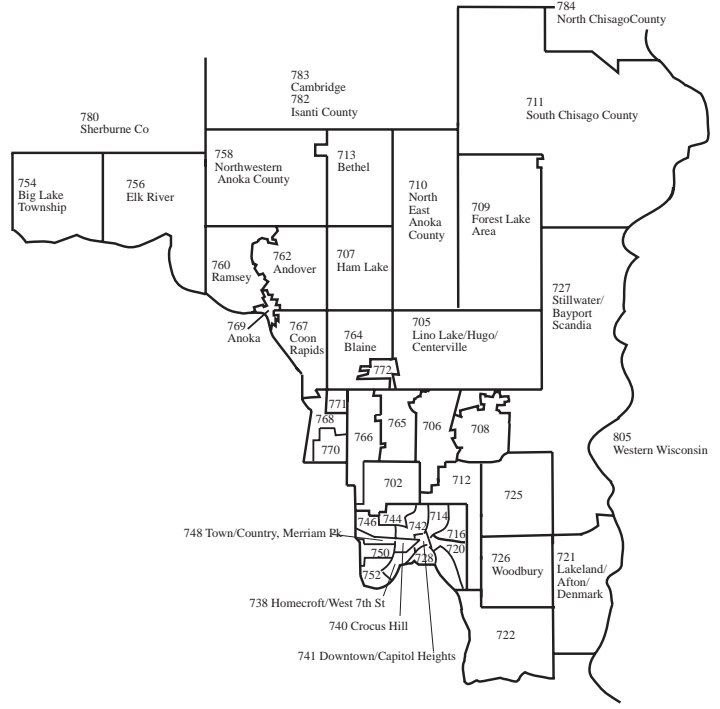 784
North ChisagoCounty
783
Cambridge
782
Isanti County
711
South Chisago County
780
Sherburne Co
758
Northwestern
Anoka County
713
Bethel
754
Big Lake
Township
756
Elk River
710
North
East
Anoka
County
709
Forest Lake
Area
760
Ramsey
762
Andover
707
Ham Lake
727
Stillwater/
Bayport
Scandia
769
Anoka
767
Coon
Rapids
764
Blaine
705
Lino Lake/Hugo/
Centerville
772
771
768
770
766
765
706
708
805
Western Wisconsin
702
712
725
746
744
742
714
716
748 Town/Country, Merriam Pk
750
728
720
752
726
Woodbury
721
Lakeland/
Afton/
Denmark
738 Homecroft/West 7th St
740 Crocus Hill
722
741 Downtown/Capitol Heights